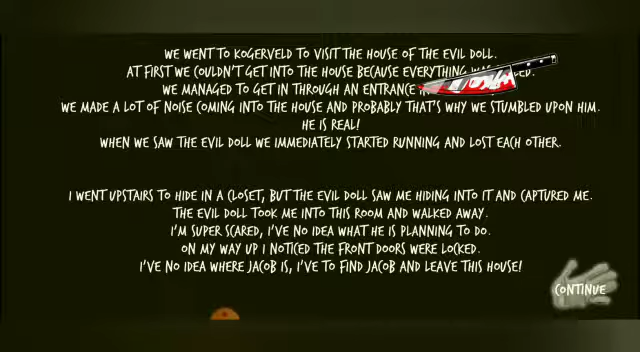 WE WENT TO KOGERVELD TO VISIT THE HOUSE OF THE EVIL DOLL.
AT FIRST WE COULDN'T GET INTO THE HOUSE BECAUSE EVERYTHING
WE MANAGED TO GET IN THROUGH AN ENTRANCE
WE MADE A LOT OF NOISE COMING INTO THE HOUSE AND PROBABLY THAT'S WHY WE STUMBLED UPON HIM.
HE IS REAL!
WHEN WE SAW THE EVIL DOLL WE IMMEDIATELY STARTED RUNNING AND LOST EACH OTHER.
I WENT UPSTAIRS TO HIDE IN A CLOSET, BUT THE EVIL DOLL SAW ME HIDING INTO IT AND CAPTURED ME.
THE EVIL DOLL TOOK ME INTO THIS ROOM AND WALKED AWAY.
I'M SUPER SCARED, I'VE NO IDEA WHAT HE IS PLANNING TO DO.
ON MY WAY UP I NOTICED THE FRONT DOORS WERE LOCKED.
I'VE NO IDEA WHERE JACOB IS, I'VE TO FIND JACOB AND LEAVE THIS HOUSE!
CONTINUE